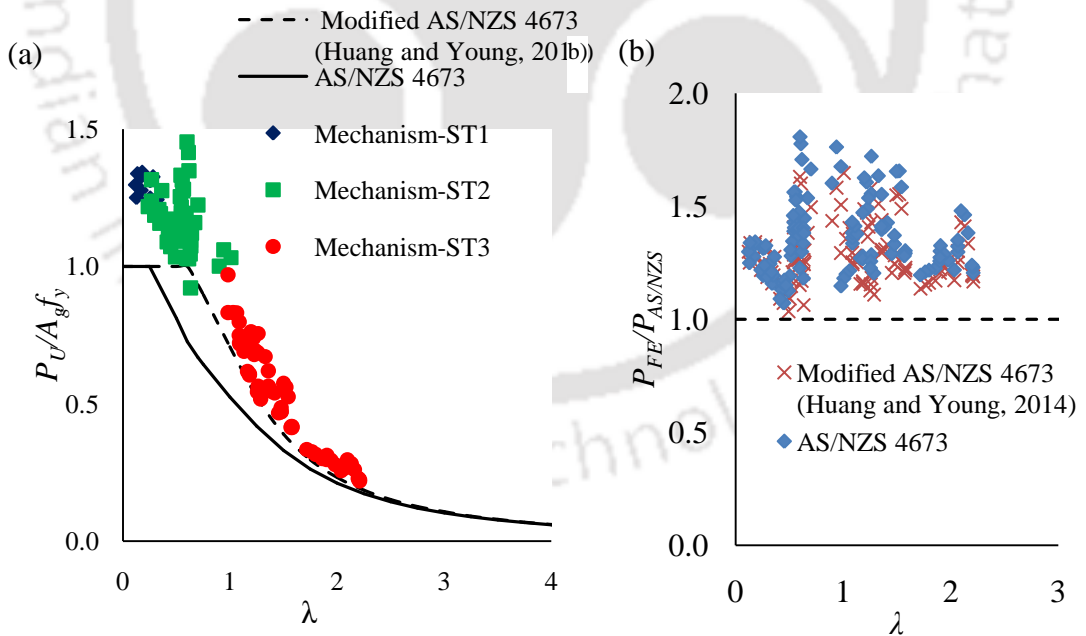 (a)
Modified AS/NZS 4673
(Huang and Young, 201b))
AS/NZS 4673
Mechanism-ST1
Mechanism-ST2
Mechanism-ST3
P_U/A_gf_y
1.5
1.0
0.5
0.0
0 1 2 3 4
λ
(b)
P_FE/P_AS/NZS
2.0
1.5
1.0
0.5
0.0
Modified AS/NZS 4673
(Huang and Young, 2014)
AS/NZS 4673
0 1 2 3
λ